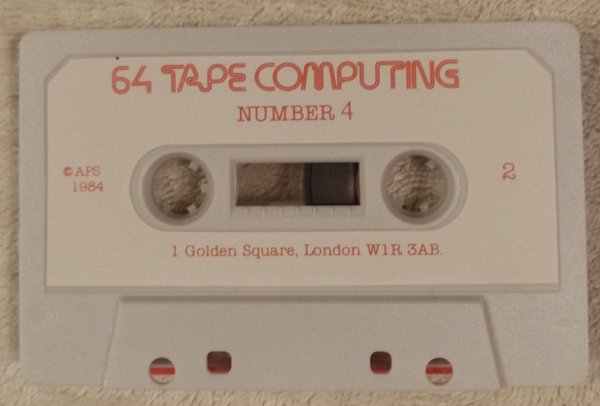 64 TAPE COMPUTING
NUMBER 4
© APS
1984
2
1 Golden Square, London W1R 3AB.